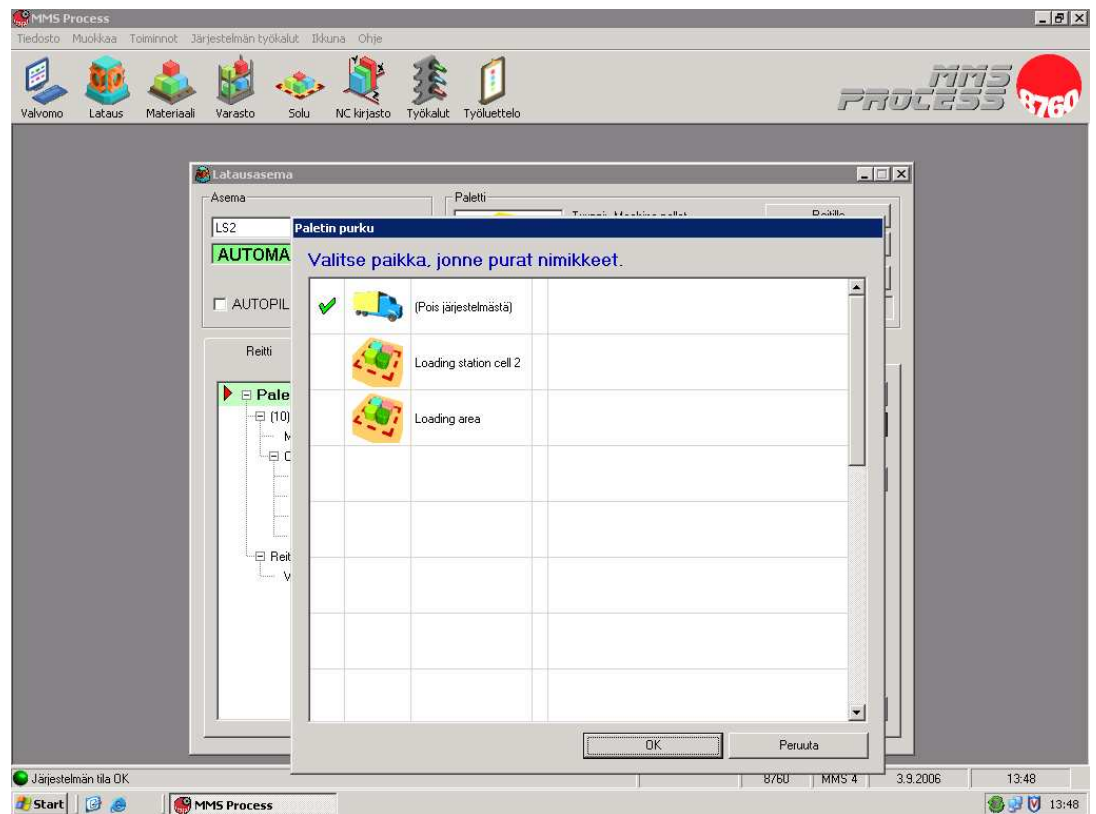 MMS Process
Tiedosto Muokkaa Toiminnot Järjestelmän työkalut Ikkuna Ohje
Valvomo Lataus Materiaali Varasto Solu NC kirjasto Työkalut Työluettelo
MMS
PROCESS
8760
Latausasema
Asema
Paletti
LS2
AUTOMA
AUTOPIL
Reitti
Pale
(10)
Reit
Paletin purku
Valitse paikka, jonne purat nimikkeet.
(Pois järjestelmästä)
Loading station cell 2
Loading area
OK Peruuta
Järjestelmän tila OK 8760 MMS 4 3.9.2006 13:48
Start MMS Process 13:48